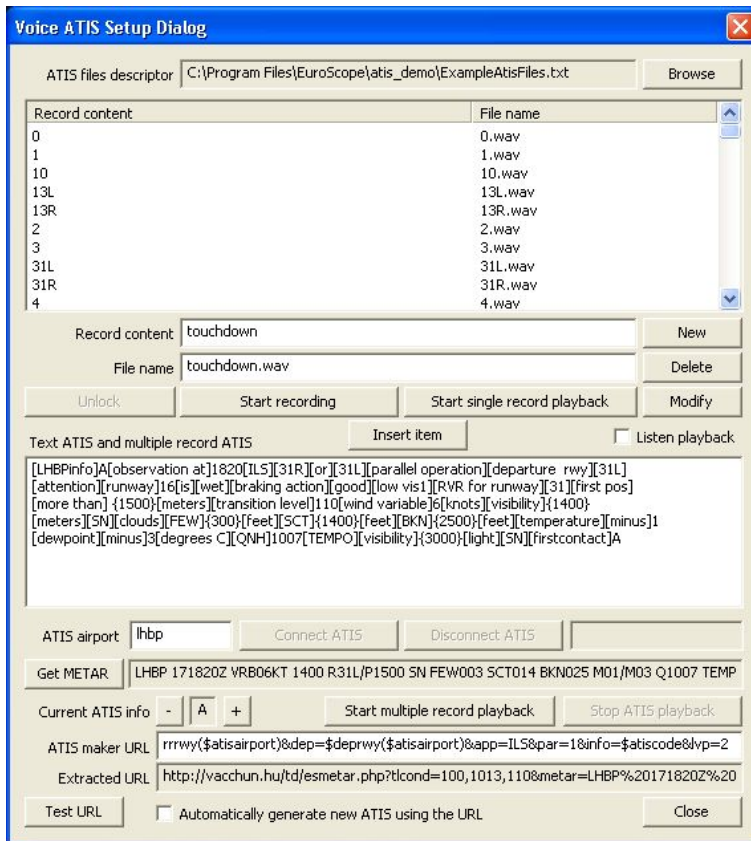 Voice ATIS Setup Dialog
ATIS files descriptor C:\Program Files\EuroScope\atis_demo\ExampleAtisFiles.txt Browse
Record content File name
0 0.wav
1 1.wav
10 10.wav
13L 13L.wav
13R 13R.wav
2 2.wav
3 3.wav
31L 31L.wav
31R 31R.wav
4 4.wav
Record content touchdown New
File name touchdown.wav Delete
Unlock Start recording Start single record playback Modify
Text ATIS and multiple record ATIS Insert item Listen playback
[LHBPinfo]A[observation at]1820[ILS][31R][or][31L][parallel operation][departure rwy][31L]
[attention][runway]16[is][wet][braking action][good][low vis1][RVR for runway][31][first pos]
[more than] {1500}[meters][transition level]110[wind variable]6[knots][visibility]{1400}
[meters][SN][clouds][FEW]{300}[feet][SCT]{1400}[feet][BKN]{2500}[feet][temperature][minus]1
[dewpoint][minus]3[degrees C][QNH]1007[TEMPO][visibility]{3000}[light][SN][firstcontact]A
ATIS airport lhbp Connect ATIS Disconnect ATIS
Get METAR LHBP 171820Z VRB06KT 1400 R31L/P1500 SN FEW003 SCT014 BKN025 M01/M03 Q1007 TEMP
Current ATIS info - A + Start multiple record playback Stop ATIS playback
ATIS maker URL rrrwy($atisairport)&dep=$deprwy($atisairport)&app=ILS&par=1&info=$atiscode&lvp=2
Extracted URL http://vacchun.hu/td/esmetar.php?tlcond=100,1013,110&metar=LHBP%20171820Z%20
Test URL Automatically generate new ATIS using the URL Close